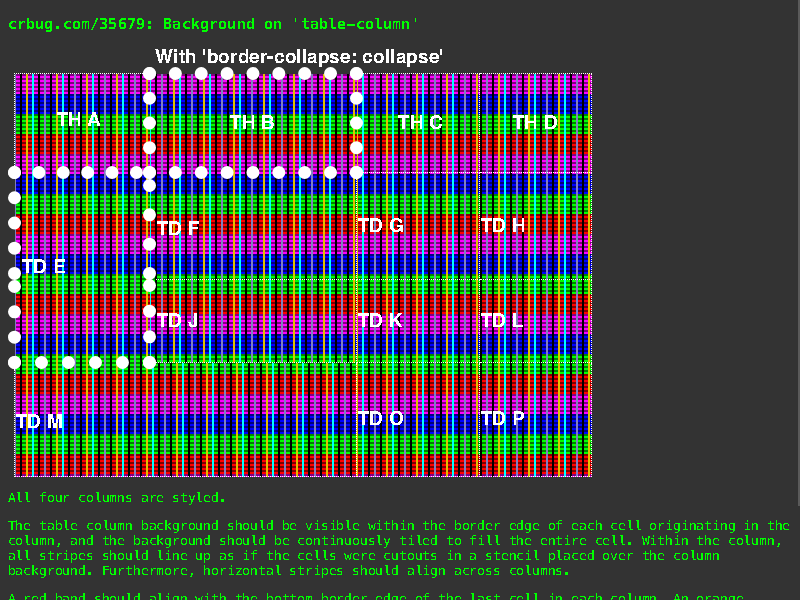 crbug.com/35679: Background on 'table-column'
With 'border-collapse: collapse'
TH A TH B TH C TH D
TD E TD F TD G TD H
TD J TD K TD L
TD M TD O TD P
All four columns are styled.
The table column background should be visible within the border edge of each cell originating in the
column, and the background should be continuously tiled to fill the entire cell. Within the column,
all stripes should line up as if the cells were cutouts in a stencil placed over the column
background. Furthermore, horizontal stripes should align across columns.
A red band should align with the bottom border edge of the last cell in each column. An orange